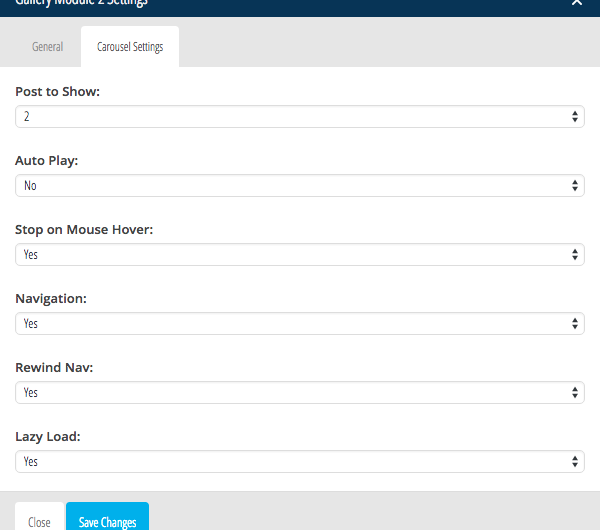 Gallery Module 2 Settings
General
Carousel Settings
Post to Show:
2
Auto Play:
No
Stop on Mouse Hover:
Yes
Navigation:
Yes
Rewind Nav:
Yes
Lazy Load:
Yes
Close
Save Changes